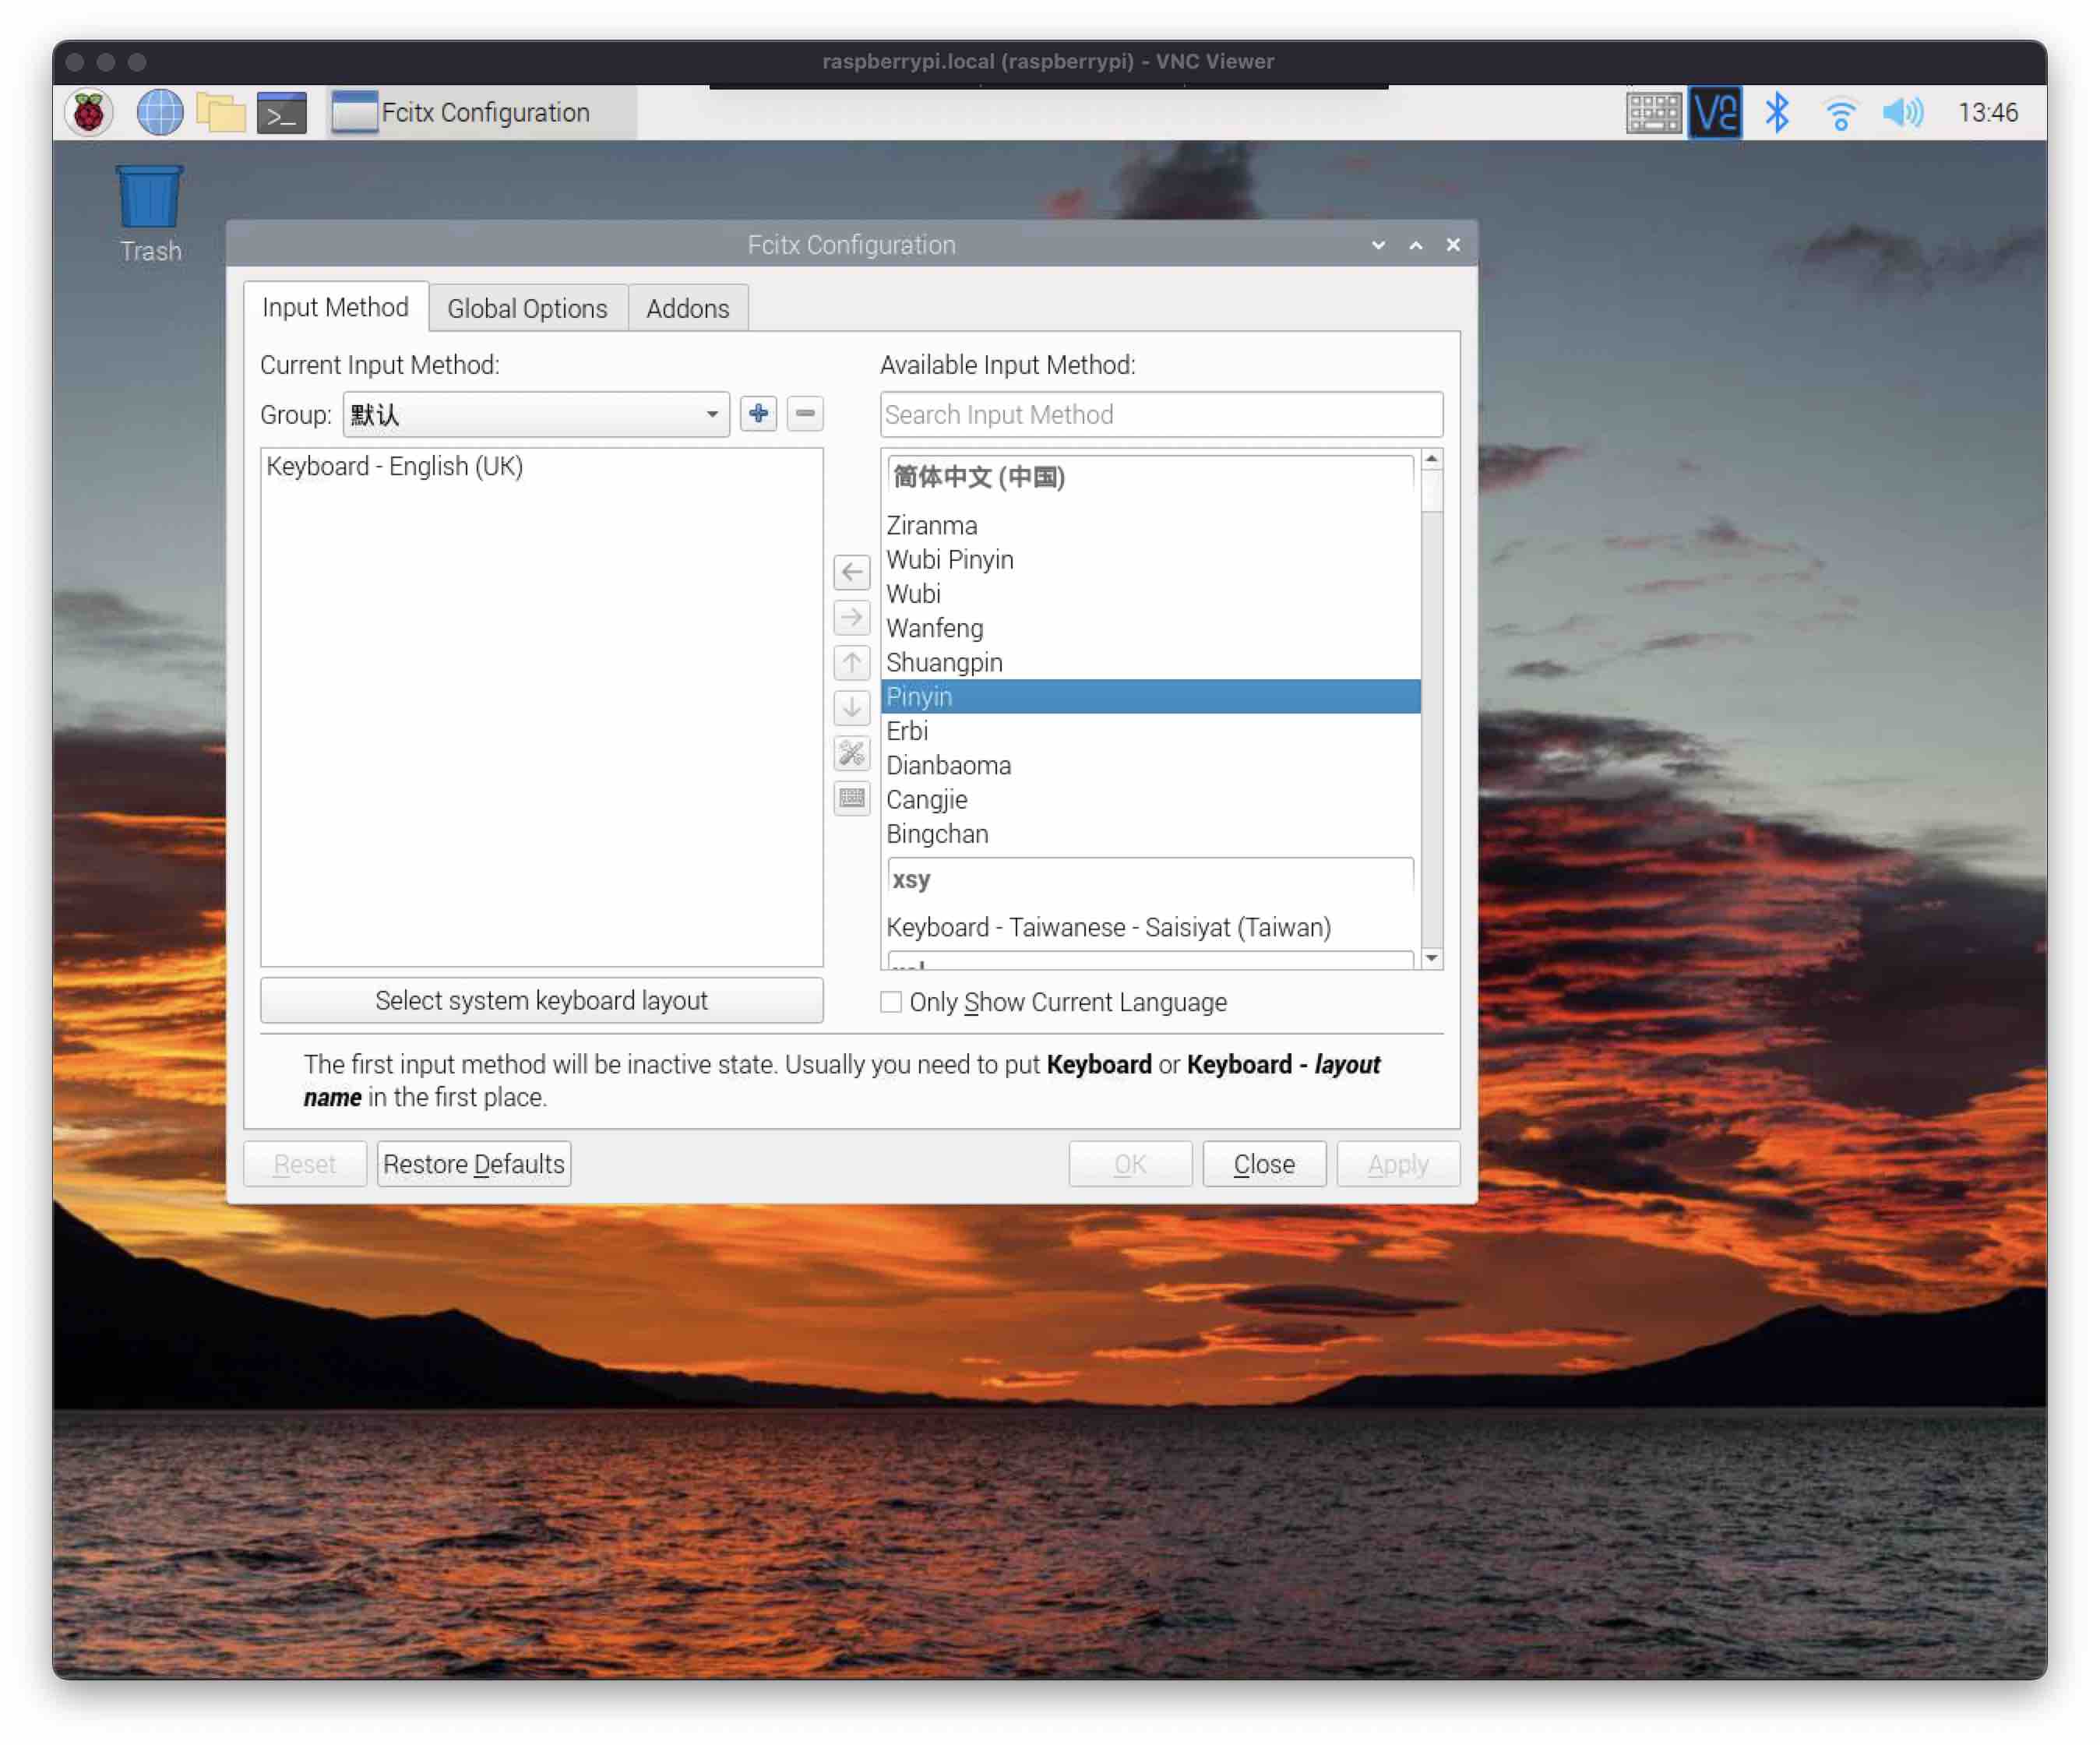 raspberrypi.local (raspberrypi) - VNC Viewer
Fcitx Configuration
13:46
Trash
Fcitx Configuration
Input Method
Global Options
Addons
Current Input Method:
Group: 默认
Keyboard - English (UK)
Select system keyboard layout
Available Input Method:
Search Input Method
简体中文 (中国)
Ziranma
Wubi Pinyin
Wubi
Wanfeng
Shuangpin
Pinyin
Erbi
Dianbaoma
Cangjie
Bingchan
xsy
Keyboard - Taiwanese - Saisiyat (Taiwan)
Only Show Current Language
The first input method will be inactive state. Usually you need to put Keyboard or Keyboard - layout
name in the first place.
Reset
Restore Defaults
OK
Close
Apply